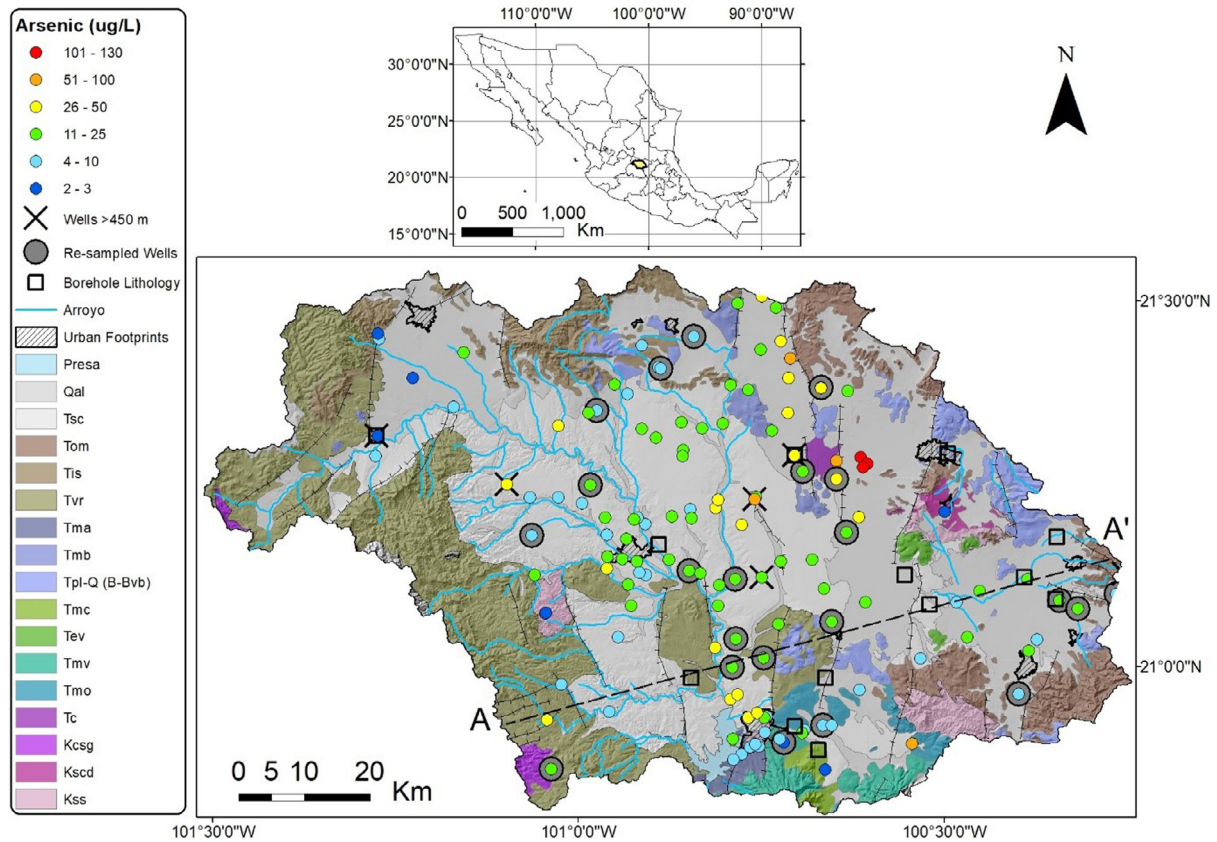 Arsenic (ug/L)
101 - 130
51 - 100
26 - 50
11 - 25
4 - 10
2 - 3
Wells >450 m
Re-sampled Wells
Borehole Lithology
Arroyo
Urban Footprints
Presa
Qal
Tsc
Tom
Tis
Tvr
Tma
Tmb
Tpl-Q (B-Bvb)
Tmc
Tev
Tmv
Tmo
Tc
Kcsg
Kscd
Kss
110°0'0"W 100°0'0"W 90°0'0"W
30°0'0"N
25°0'0"N
20°0'0"N
15°0'0"N
0 500 1,000
Km
N
21°30'0"N
A'
21°0'0"N
A
0 5 10 20
Km
101°30'0"W 101°0'0"W 100°30'0"W